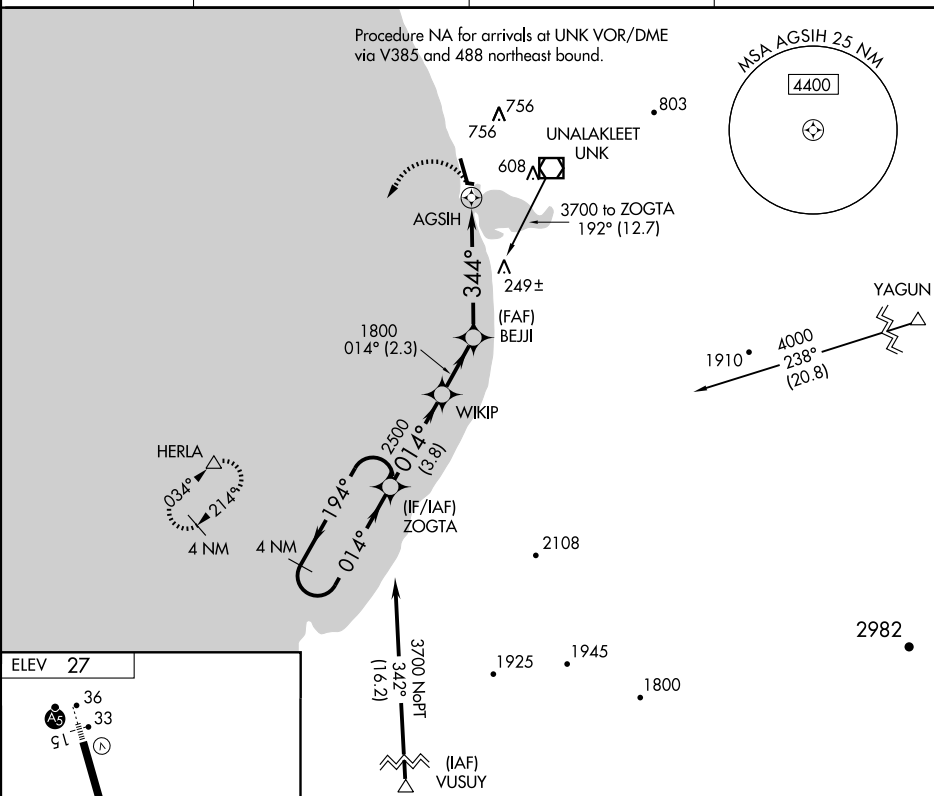 Procedure NA for arrivals at UNK VOR/DME
via V385 and 488 northeast bound.
MSA AGSIH 25 NM
4400
756
756
803
UNALAKLEET
UNK
608
3700 to ZOGTA
192° (12.7)
AGSIH
344°
249±
(FAF)
BEJJI
YAGUN
4000
238°
(20.8)
1910
1800
014° (2.3)
WIKIP
2500
014°
(3.8)
HERLA
034°
214°
4 NM
194°
014°
4 NM
(IF/IAF)
ZOGTA
2108
2982
3700 NoPT
342°
(16.2)
1925
1945
1800
(IAF)
VUSUY
ELEV 27
A5
36
33
15
V